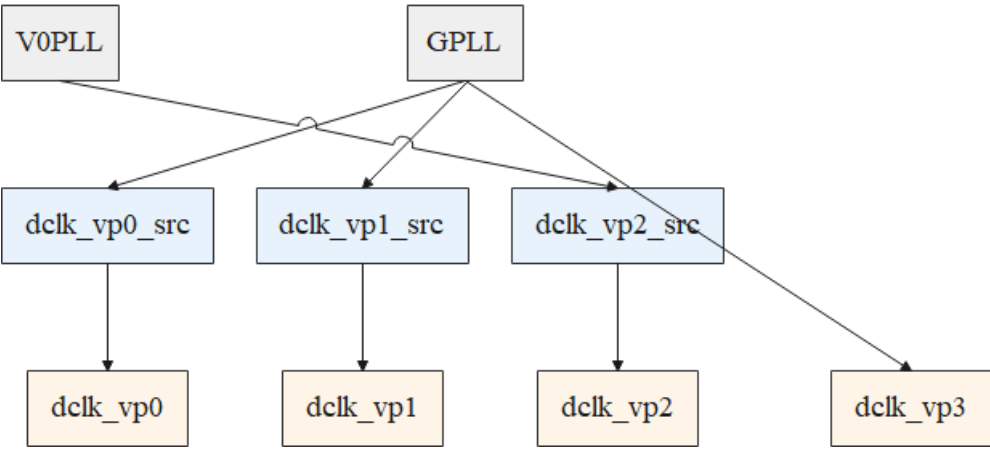 V0PLL
GPLL
dclk_vp0_src
dclk_vp1_src
dclk_vp2_src
dclk_vp0
dclk_vp1
dclk_vp2
dclk_vp3